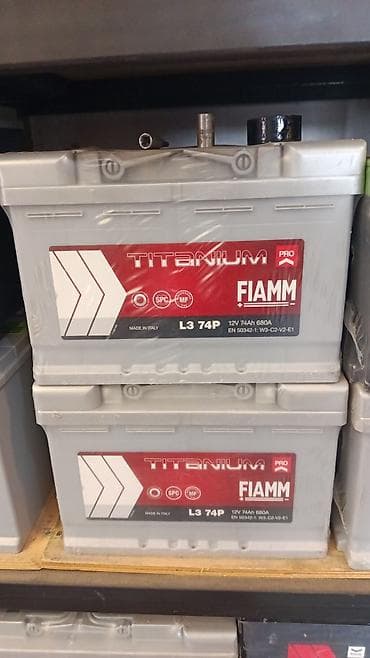 TITANIUM PRO
FIAMM
SPC MF
L3 74P 12V 74Ah 680A
MADE IN ITALY EN 50342-1: W3-C2-V2-E1
TITANIUM PRO
FIAMM
SPC MF
L3 74P 12V 74Ah 680A
MADE IN ITALY EN 50342-1: W3-C2-V2-E1